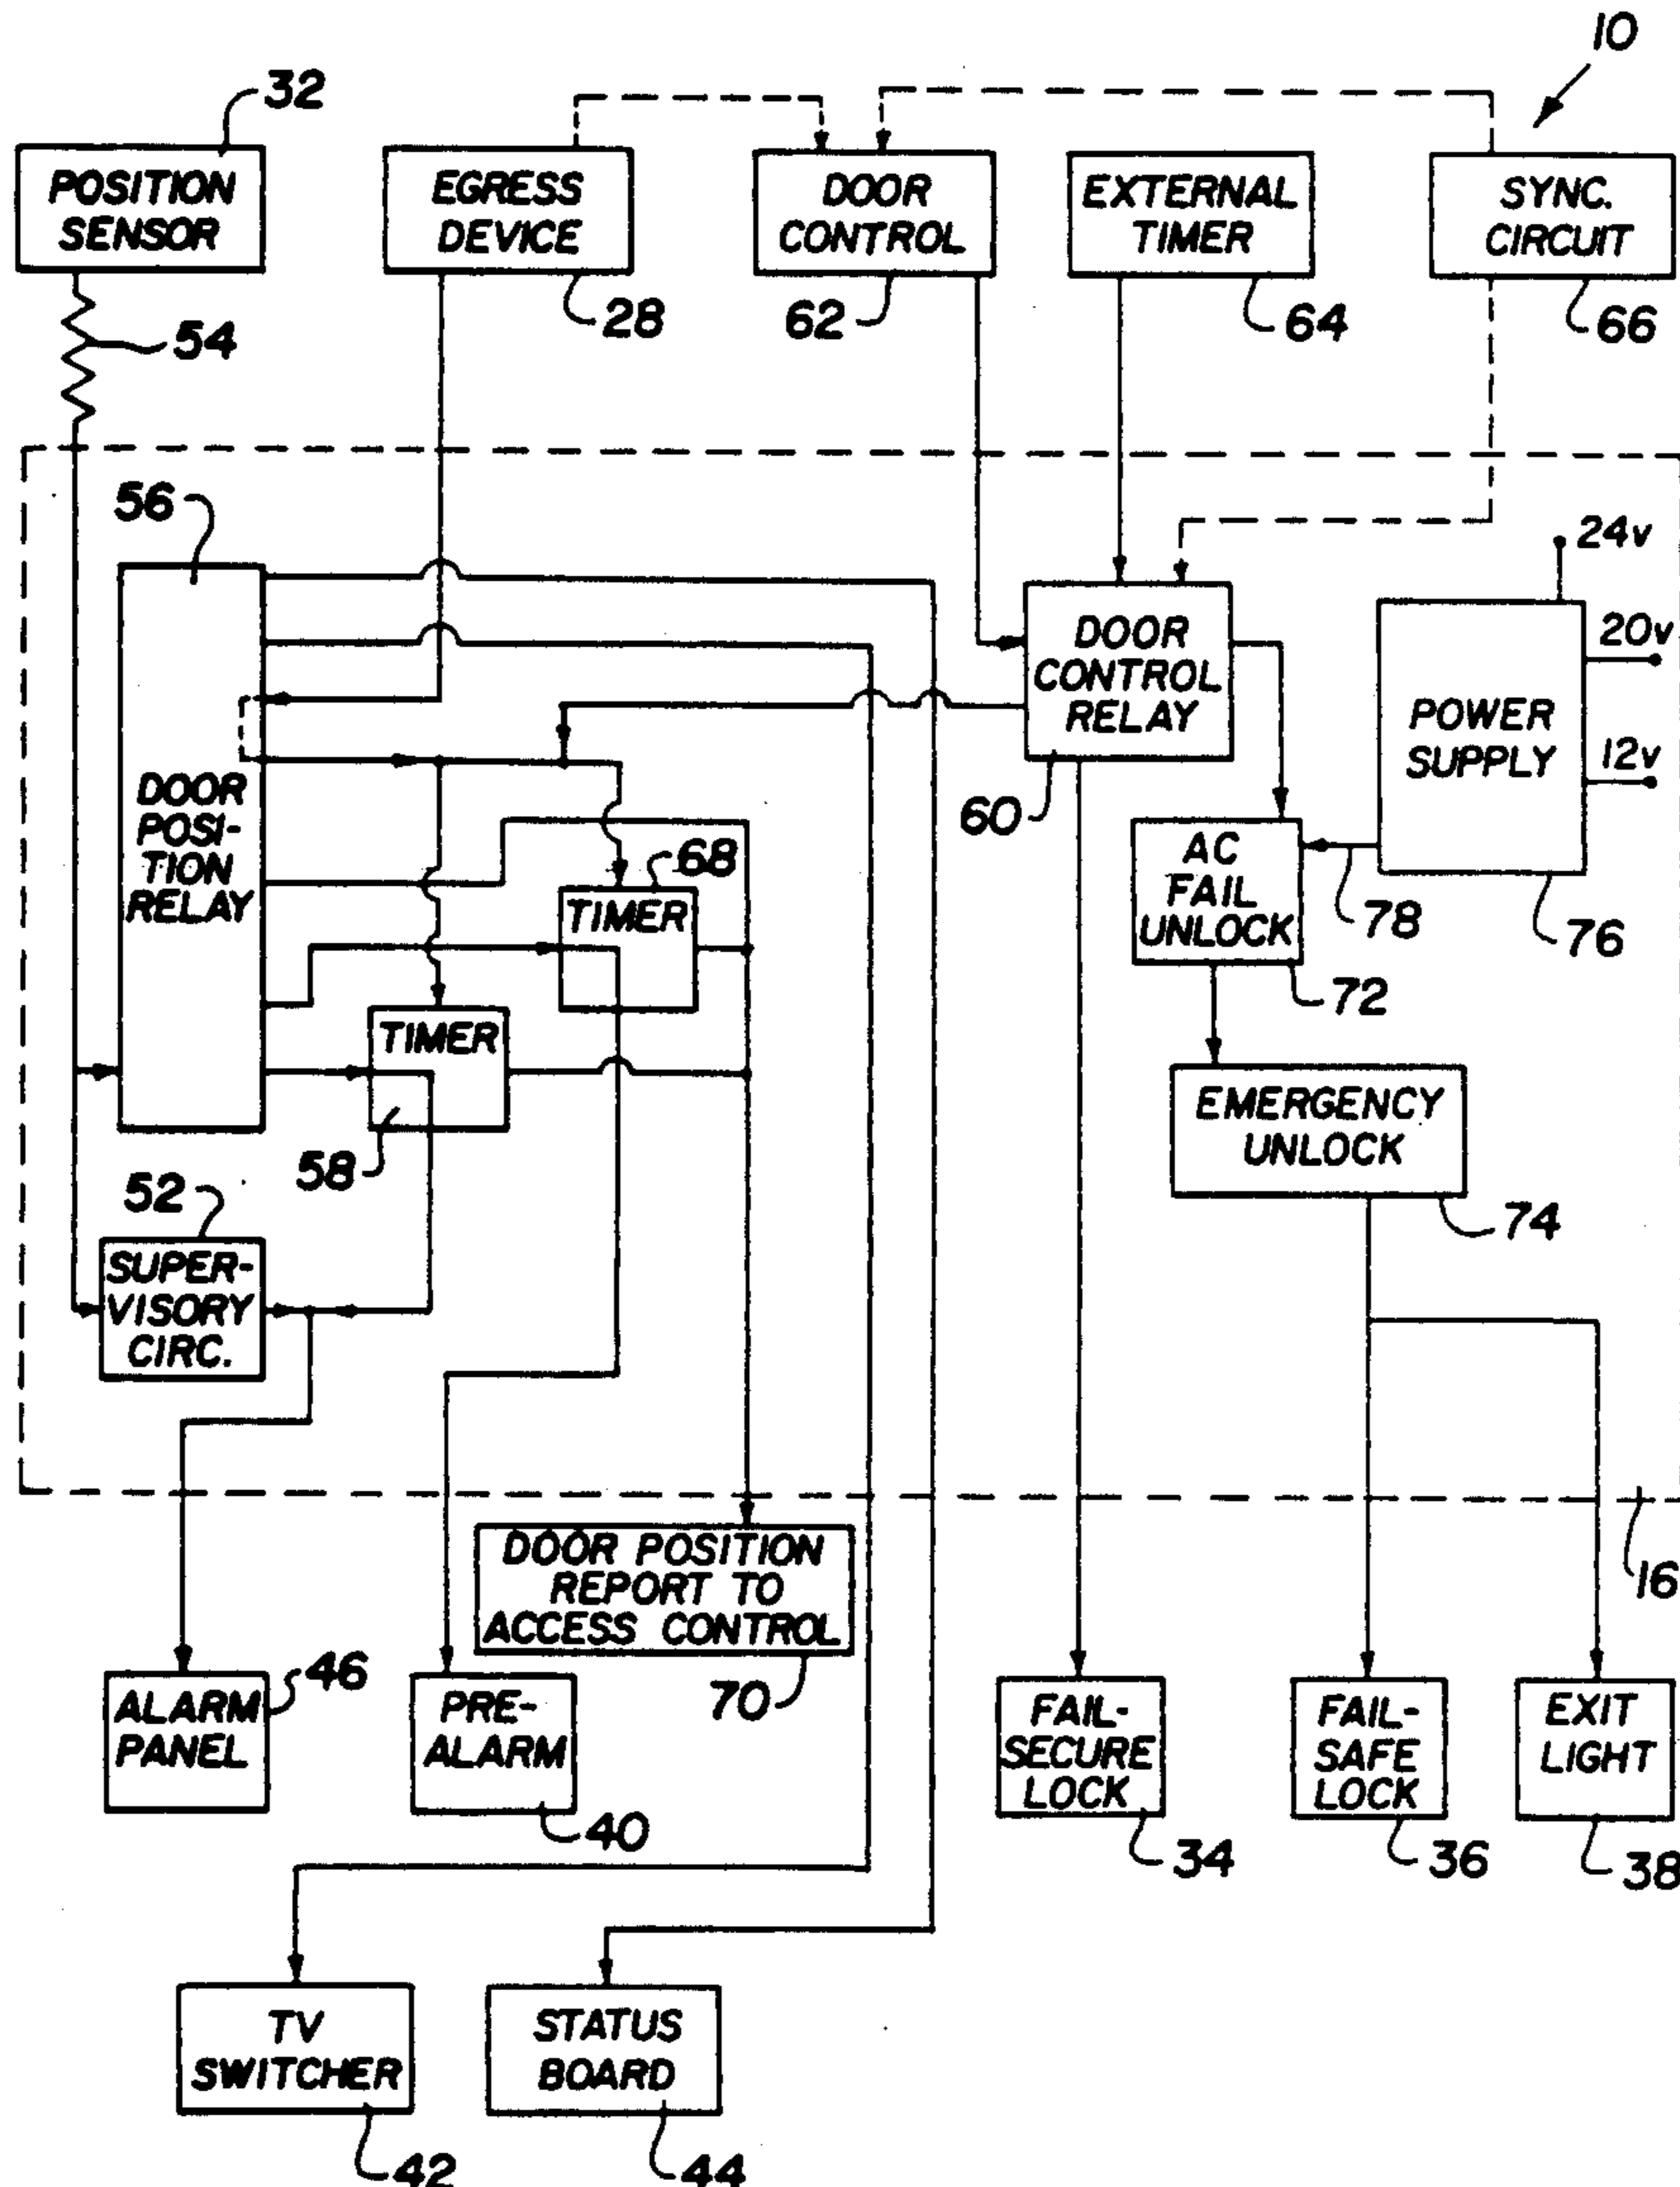 10
32
POSITION
SENSOR
EGRESS
DEVICE
DOOR
CONTROL
EXTERNAL
TIMER
SYNC.
CIRCUIT
54
28
62
64
66
56
24v
20v
12v
DOOR
CONTROL
RELAY
POWER
SUPPLY
DOOR
POSI-
TION
RELAY
60
68
TIMER
AC
FAIL
UNLOCK
78
76
72
TIMER
58
EMERGENCY
UNLOCK
74
52
SUPER-
VISORY
CIRC.
DOOR POSITION
REPORT TO
ACCESS CONTROL
16
70
46
ALARM
PANEL
PRE-
ALARM
40
FAIL-
SECURE
LOCK
34
FAIL-
SAFE
LOCK
36
EXIT
LIGHT
38
TV
SWITCHER
42
STATUS
BOARD
44